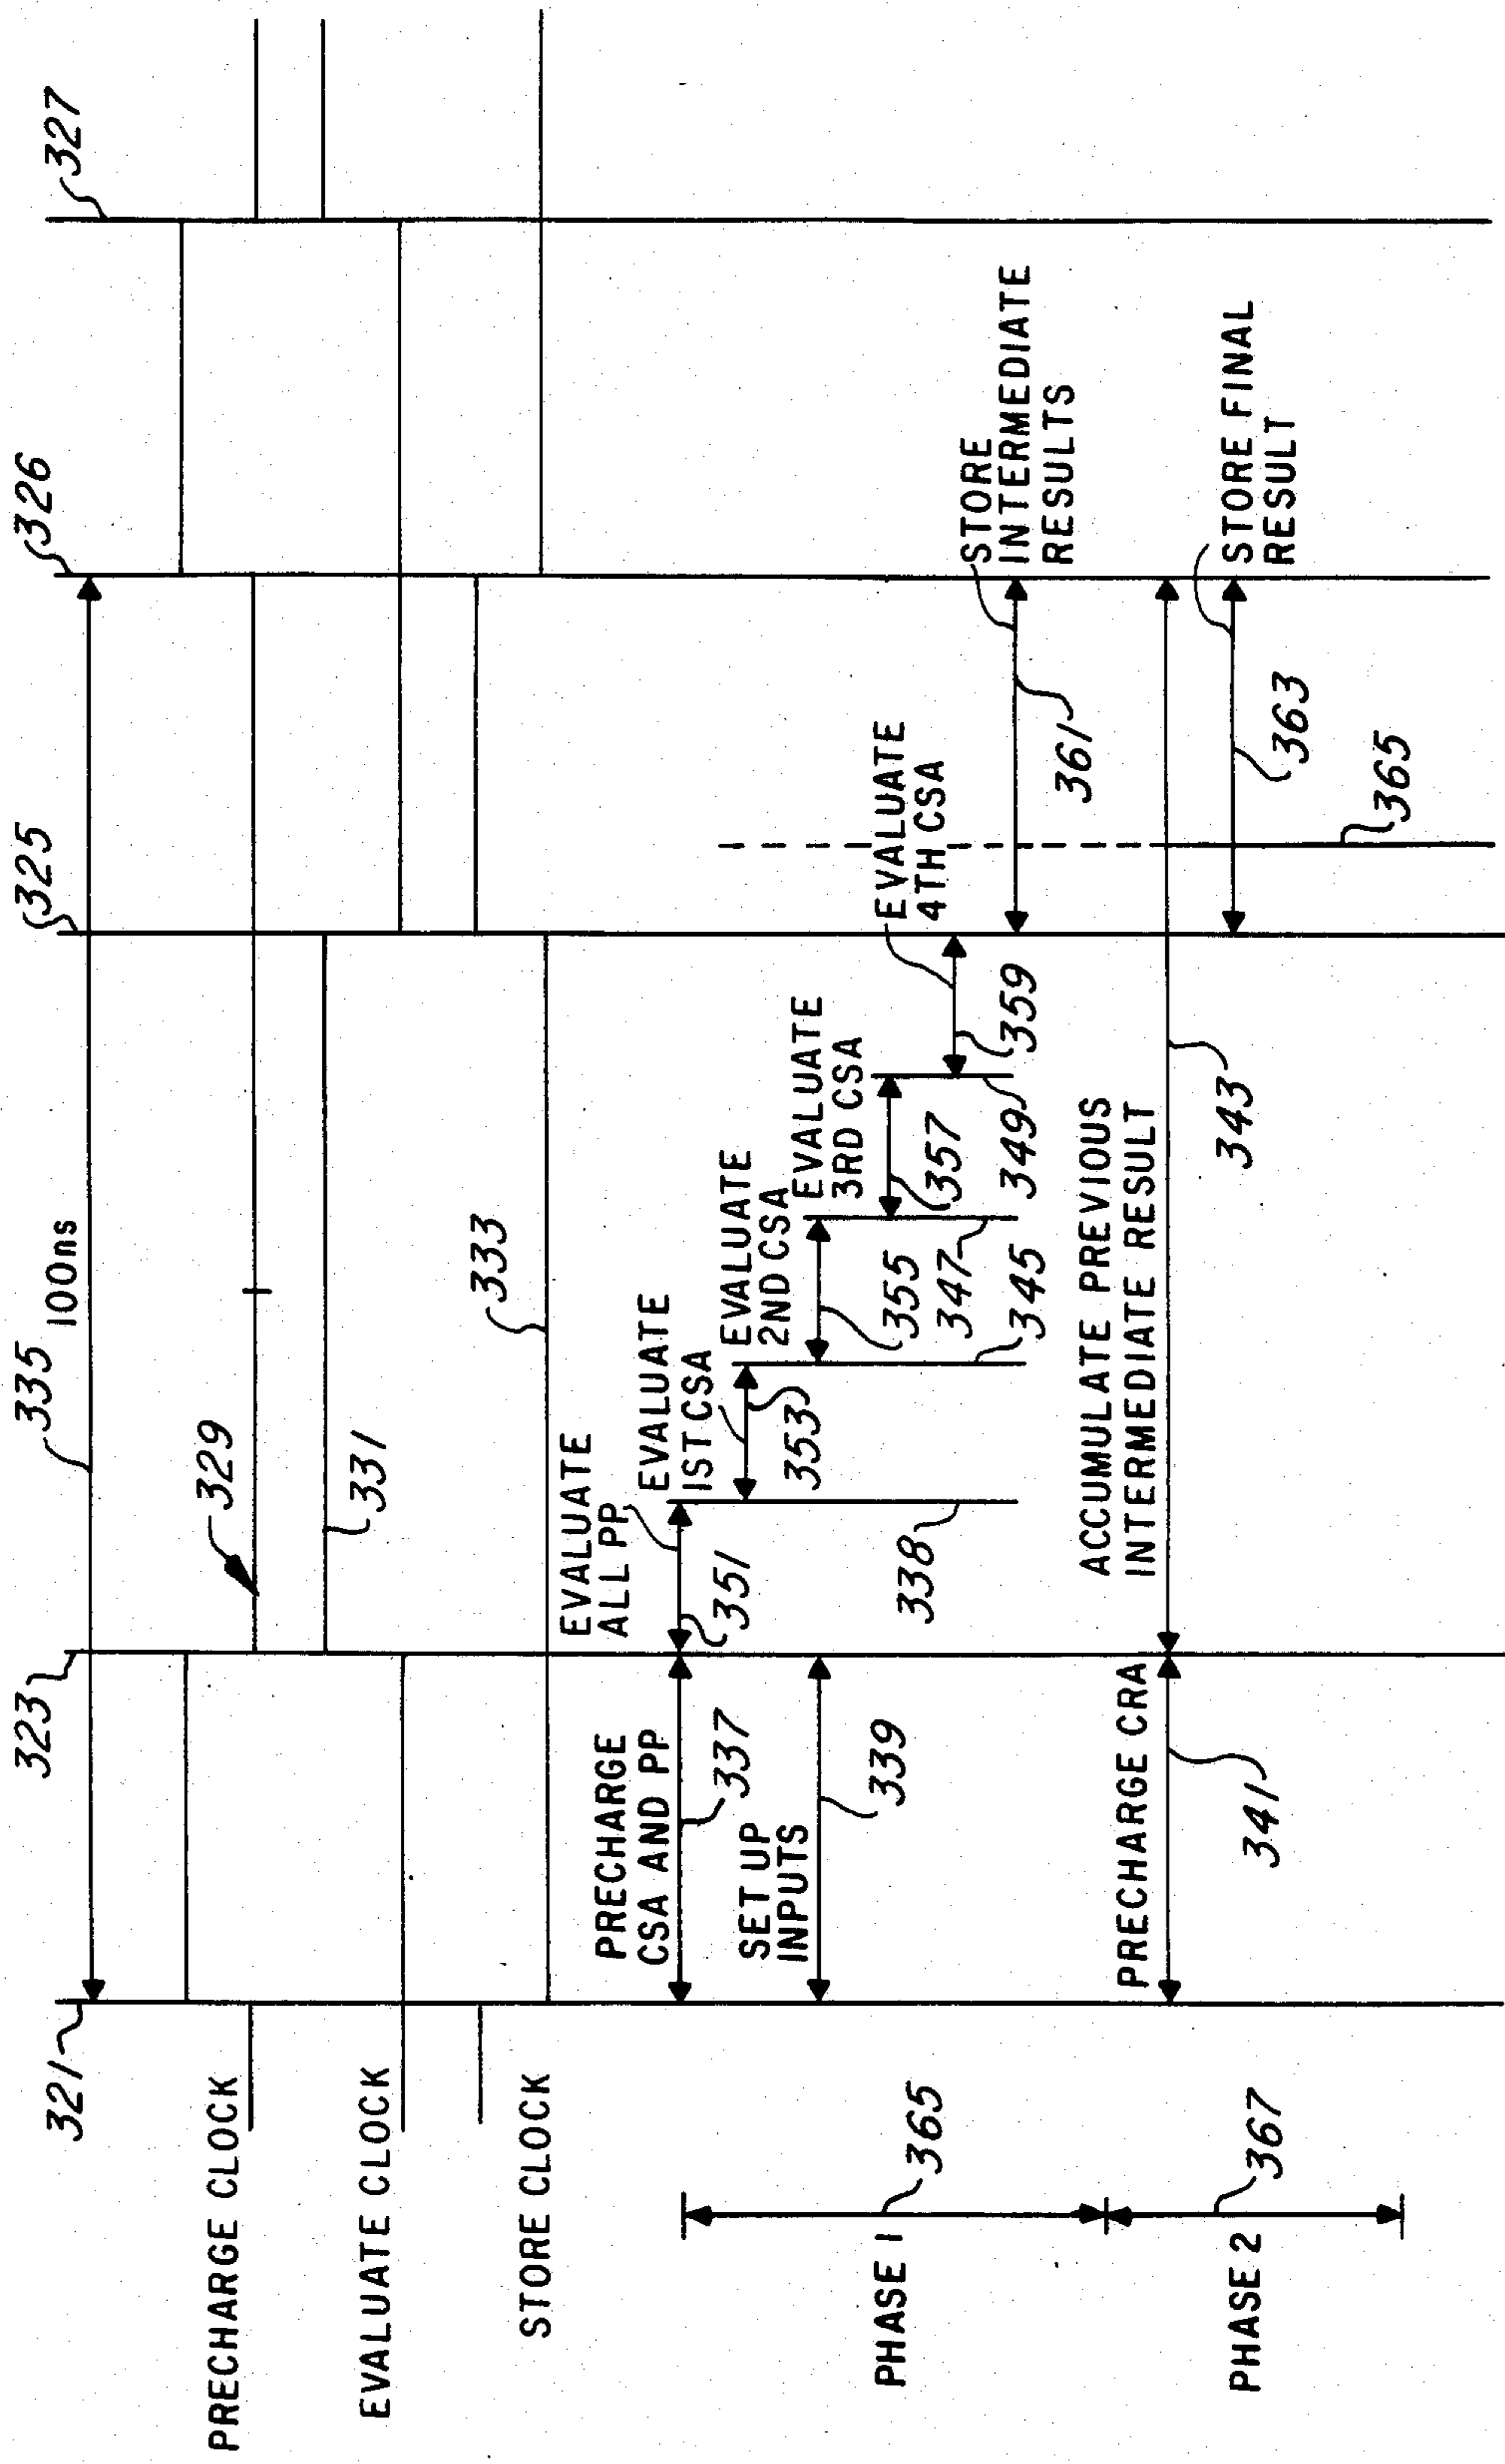 321
323
335
100ns
325
326
327
PRECHARGE CLOCK
329
EVALUATE CLOCK
331
STORE CLOCK
333
PRECHARGE
CSA AND PP
337
SET UP
INPUTS
339
EVALUATE
ALL PP
351
EVALUATE
1ST CSA
353
338
EVALUATE
2ND CSA
355
347
345
EVALUATE
3RD CSA
357
349
EVALUATE
4TH CSA
359
STORE
INTERMEDIATE
RESULTS
361
PHASE 1
365
PHASE 2
367
PRECHARGE CRA
341
ACCUMULATE PREVIOUS
INTERMEDIATE RESULT
343
STORE FINAL
RESULT
363
365